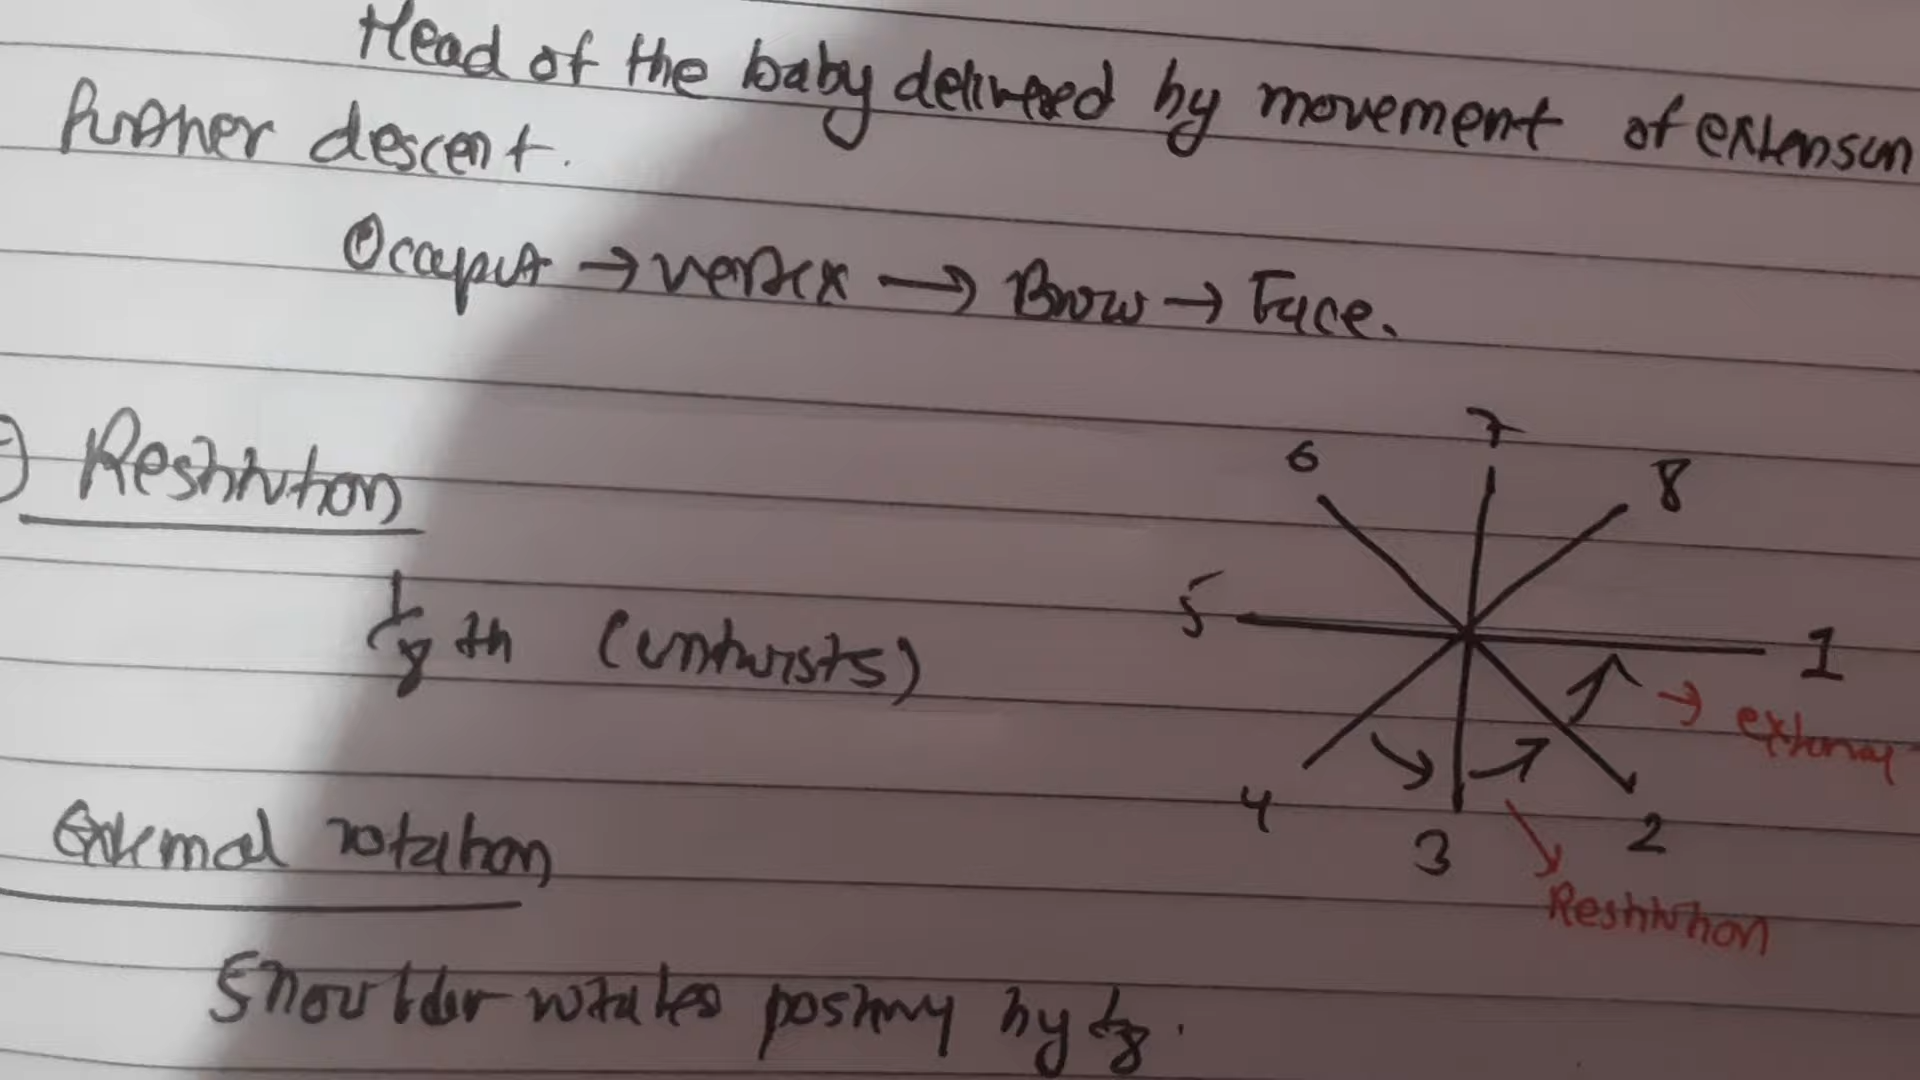 Head of the baby delivered by movement of extension
further descent.
Occiput → vertex → Brow → Face.
Restitution
1/8 th (untwists)
7
6
8
5
1
→ external
4
3
2
Restitution
External rotation
Shoulder rotates by 1/8.